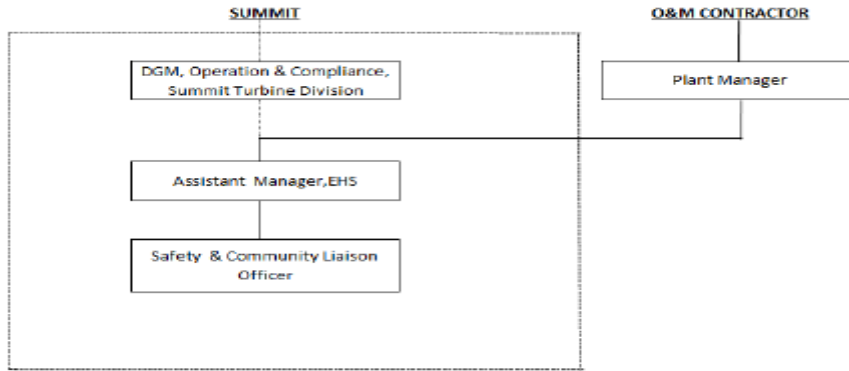 SUMMIT
O&M CONTRACTOR
DGM, Operation & Compliance,
Summit Turbine Division
Plant Manager
Assistant Manager,EHS
Safety & Community Liaison
Officer